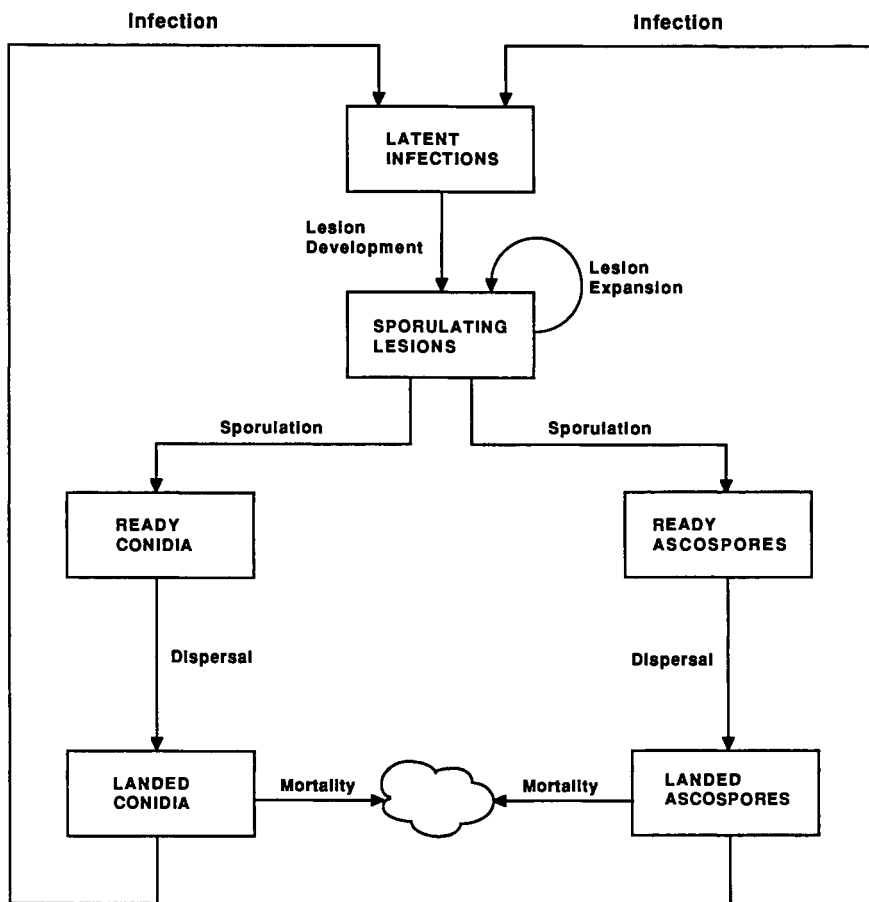 Infection
Infection
LATENT
INFECTIONS
Lesion
Development
Lesion
Expansion
SPORULATING
LESIONS
Sporulation
Sporulation
READY
CONIDIA
READY
ASCOSPORES
Dispersal
Dispersal
LANDED
CONIDIA
Mortality
Mortality
LANDED
ASCOSPORES